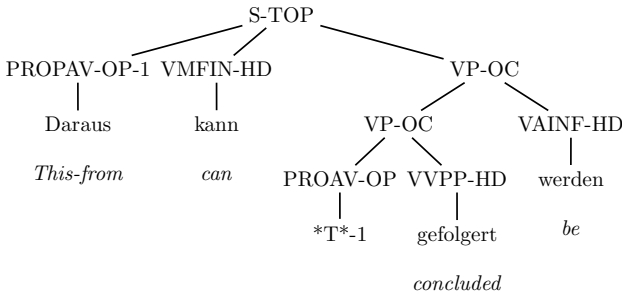 S-TOP
PROPAV-OP-1 VMFIN-HD VP-OC
Daraus kann VP-OC VAINF-HD
This-from can PROAV-OP VVPP-HD werden
*T*-1 gefolgert be
concluded